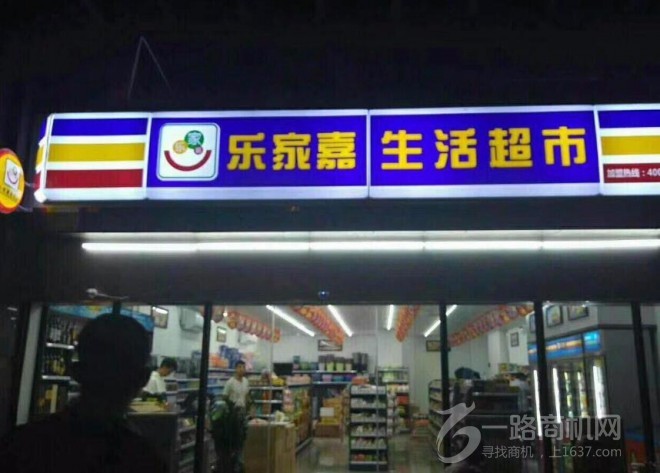 乐家嘉 生活超市
家
加盟热线：400
一路商机网
寻找商机，上1637.com